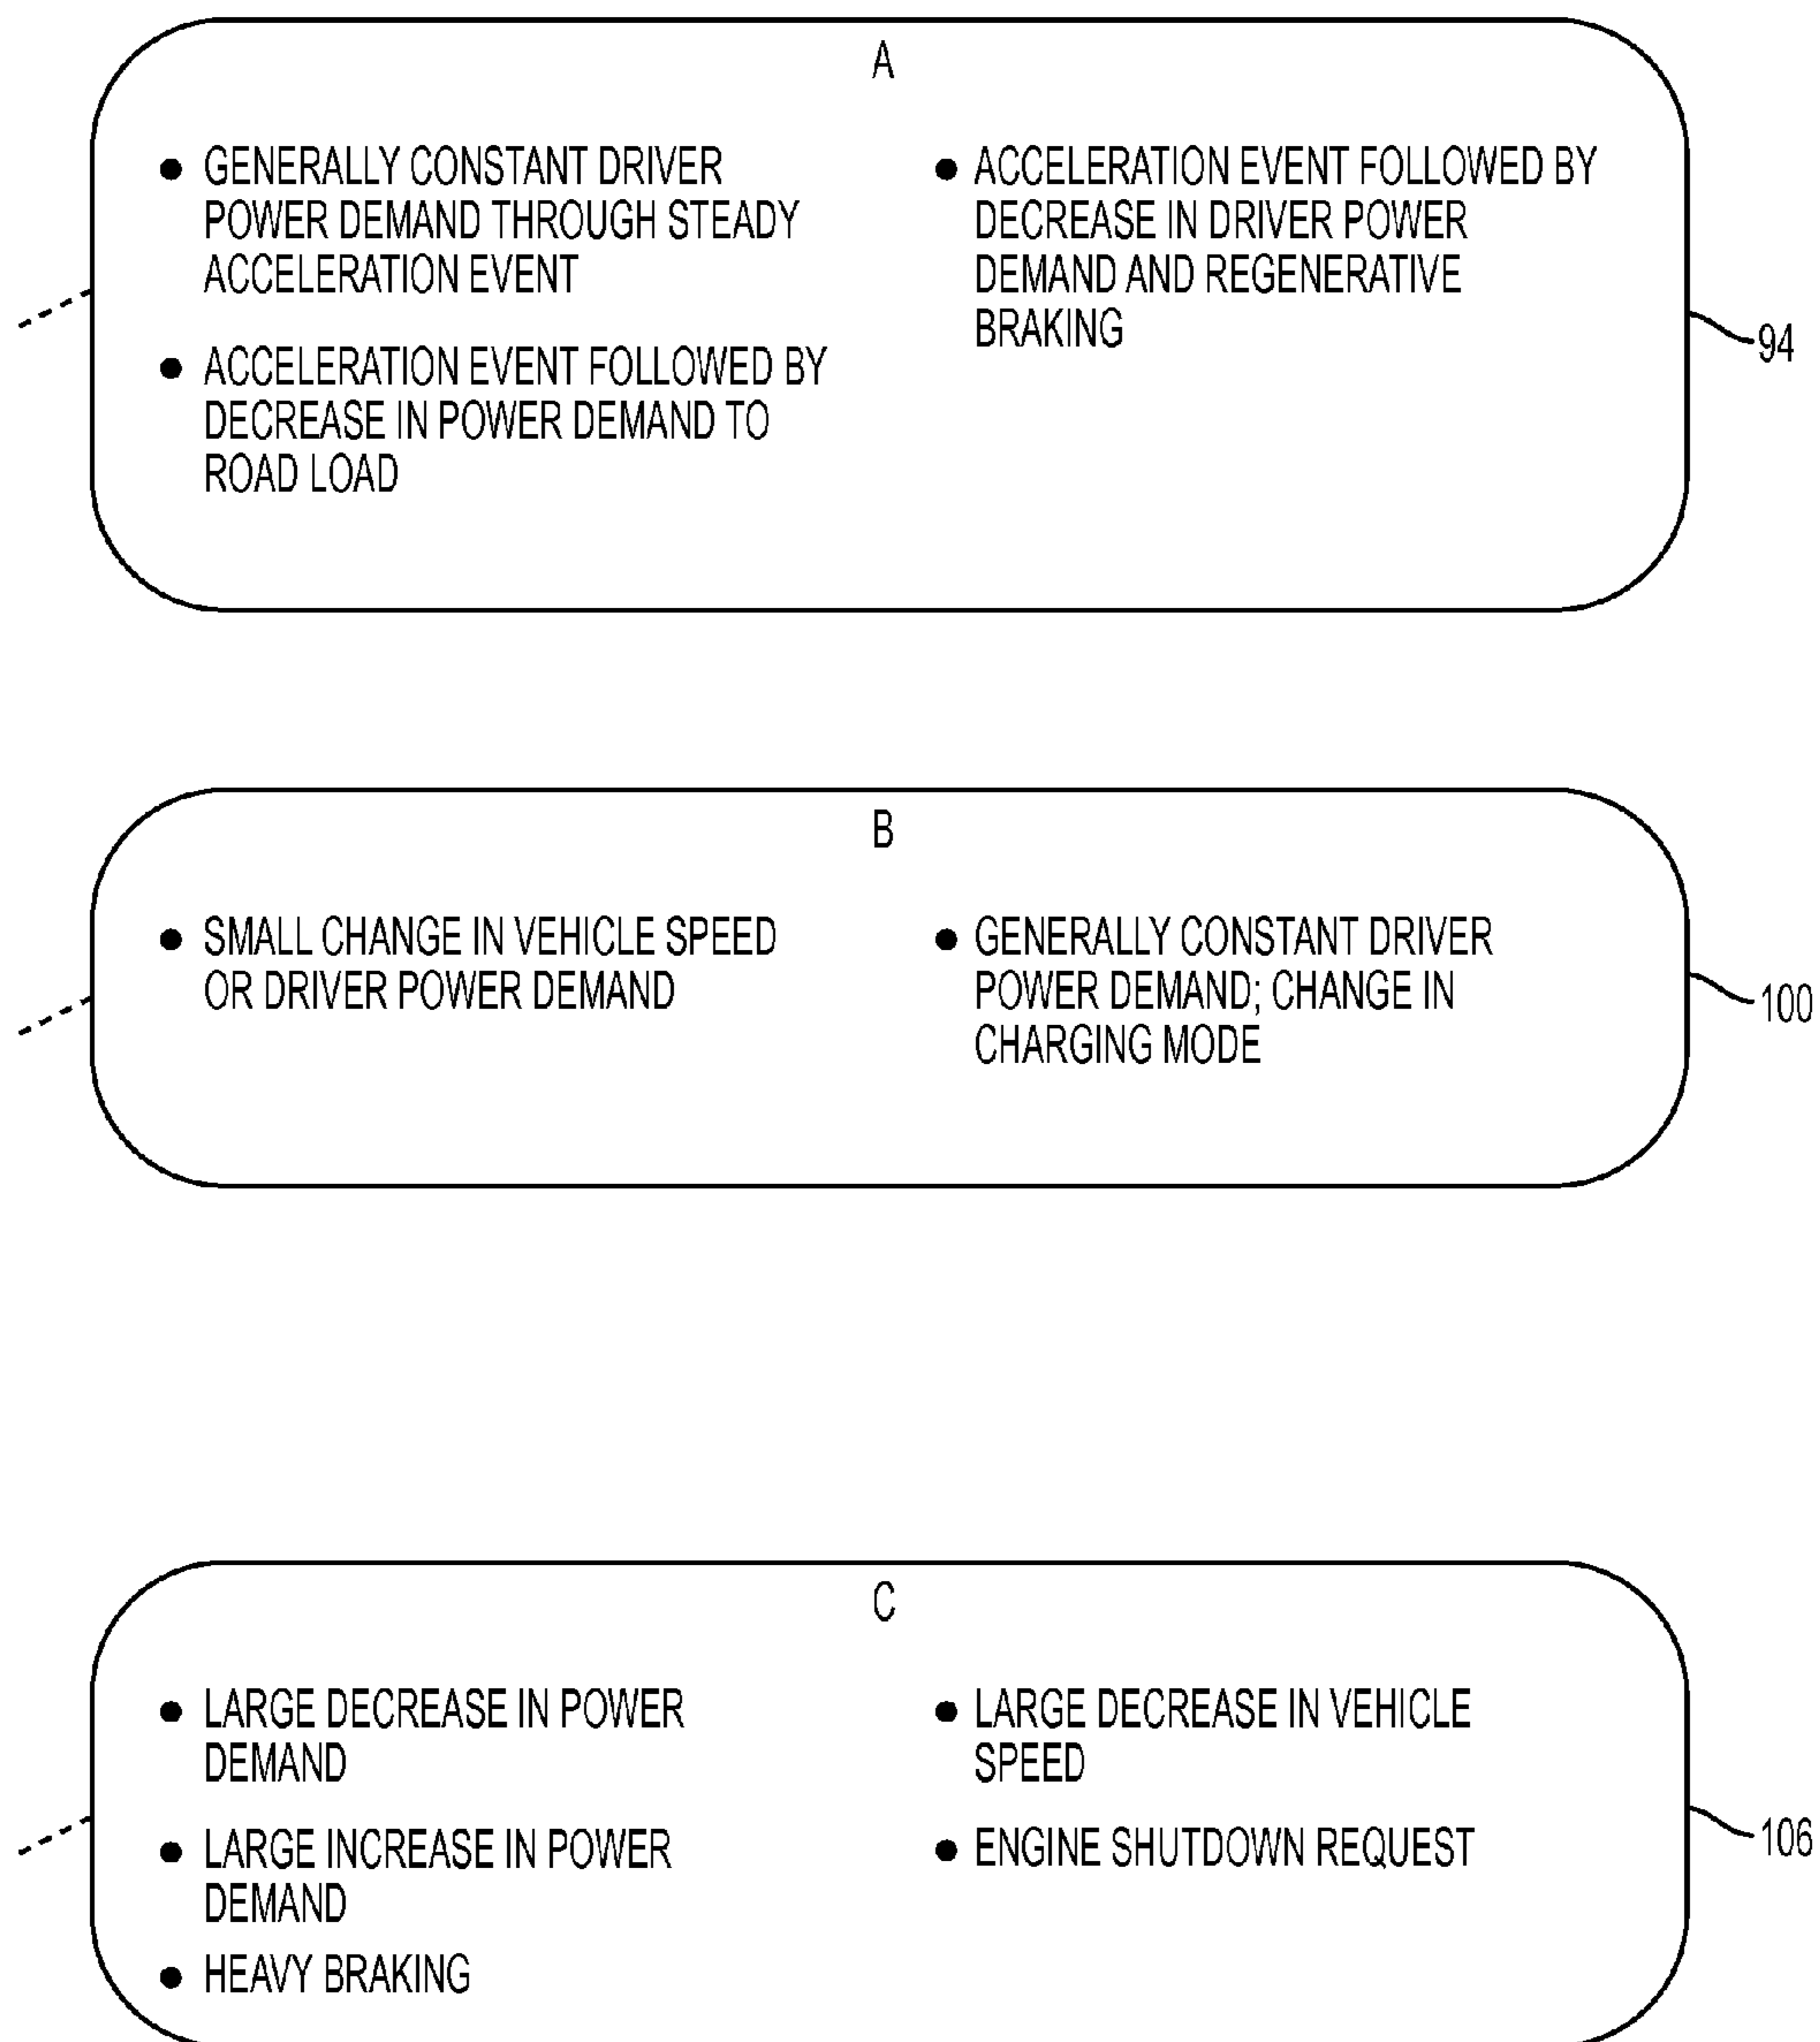 A
GENERALLY CONSTANT DRIVER
POWER DEMAND THROUGH STEADY
ACCELERATION EVENT
ACCELERATION EVENT FOLLOWED BY
DECREASE IN POWER DEMAND TO
ROAD LOAD
ACCELERATION EVENT FOLLOWED BY
DECREASE IN DRIVER POWER
DEMAND AND REGENERATIVE
BRAKING
94
B
SMALL CHANGE IN VEHICLE SPEED
OR DRIVER POWER DEMAND
GENERALLY CONSTANT DRIVER
POWER DEMAND; CHANGE IN
CHARGING MODE
100
C
LARGE DECREASE IN POWER
DEMAND
LARGE INCREASE IN POWER
DEMAND
HEAVY BRAKING
LARGE DECREASE IN VEHICLE
SPEED
ENGINE SHUTDOWN REQUEST
106